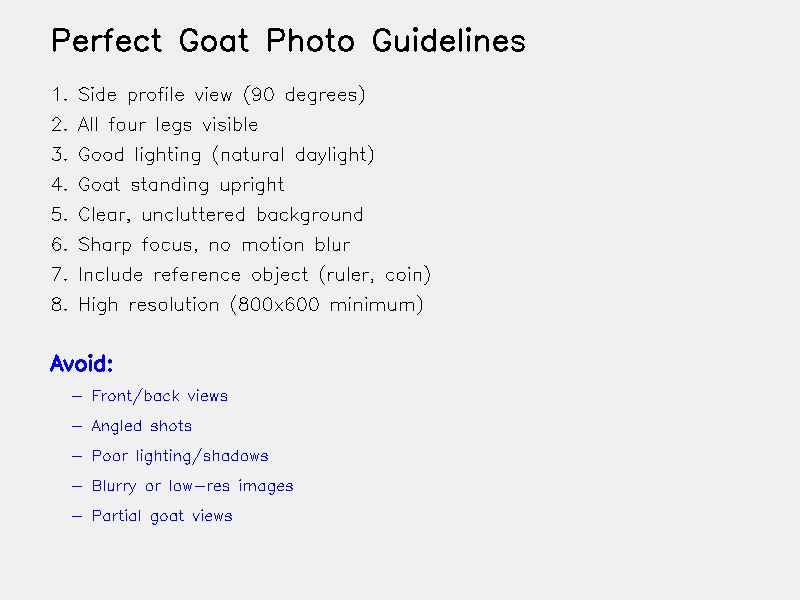 Perfect Goat Photo Guidelines
1. Side profile view (90 degrees)
2. All four legs visible
3. Good lighting (natural daylight)
4. Goat standing upright
5. Clear, uncluttered background
6. Sharp focus, no motion blur
7. Include reference object (ruler, coin)
8. High resolution (800x600 minimum)
Avoid:
- Front/back views
- Angled shots
- Poor lighting/shadows
- Blurry or low-res images
- Partial goat views